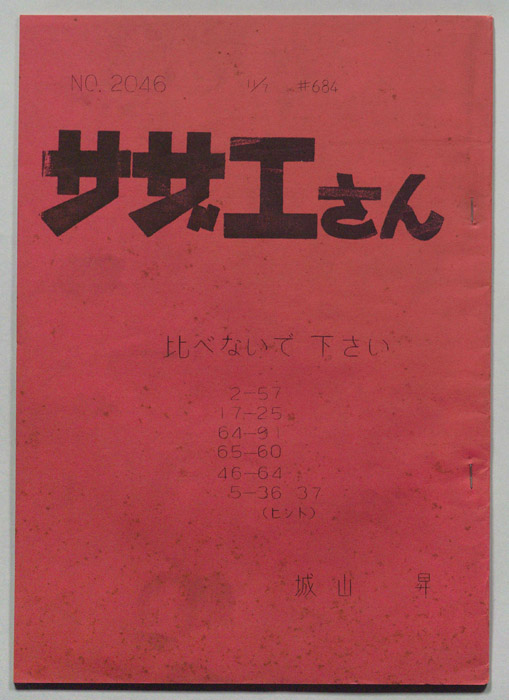 NO. 2046 11/1 #684
サザエさん
比べないで 下さい
2-57
17-25
64-91
65-60
46-64
5-36 37
(ヒント)
城山 昇